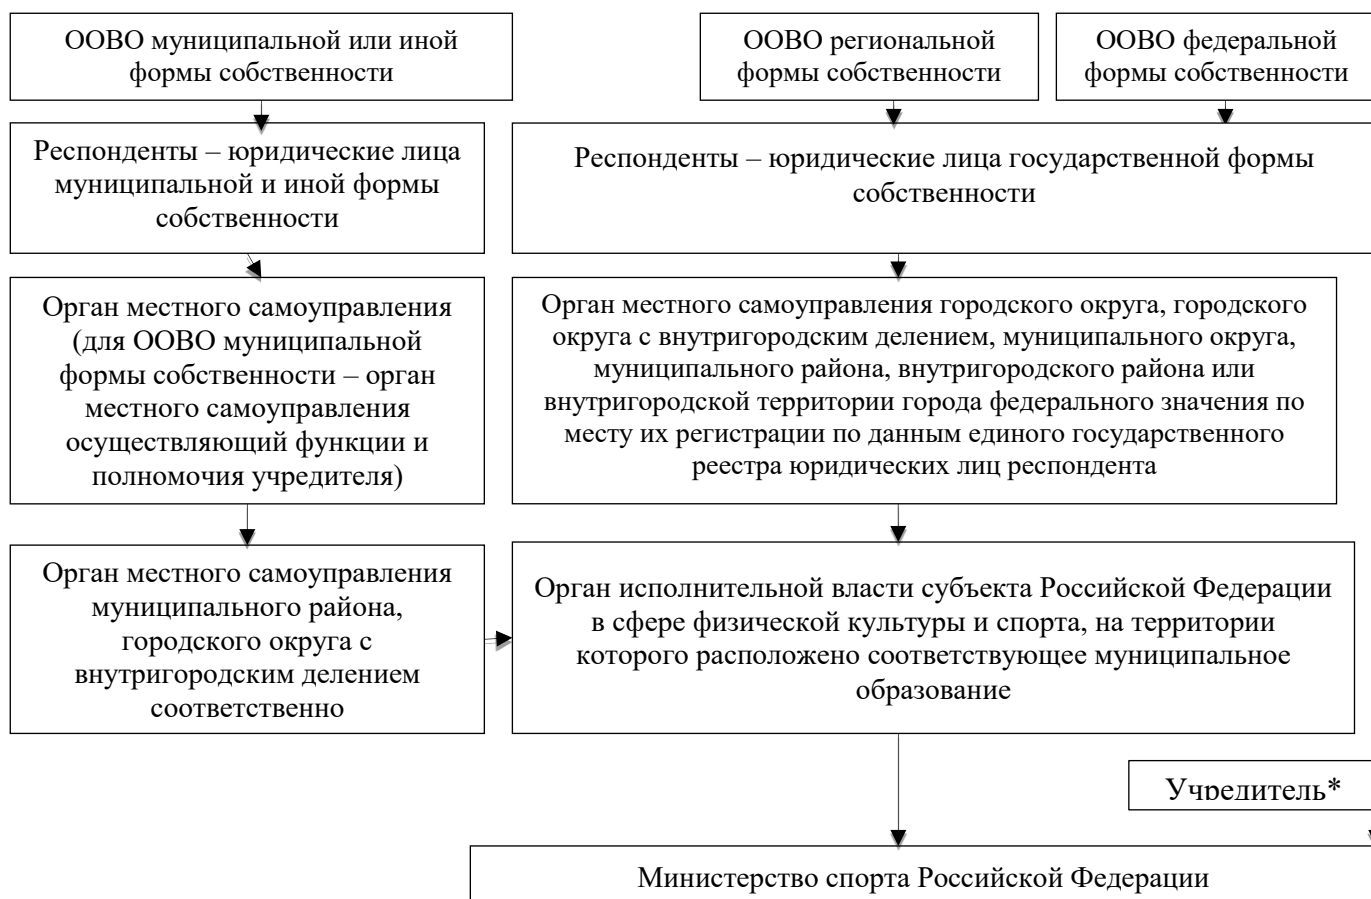 ООВО муниципальной или иной
формы собственности
ООВО региональной
формы собственности
ООВО федеральной
формы собственности
Респонденты – юридические лица
муниципальной и иной формы
собственности
Респонденты – юридические лица государственной формы
собственности
Орган местного самоуправления
(для ООВО муниципальной
формы собственности – орган
местного самоуправления
осуществляющий функции и
полномочия учредителя)
Орган местного самоуправления городского округа, городского
округа с внутригородским делением, муниципального округа,
муниципального района, внутригородского района или
внутригородской территории города федерального значения по
месту их регистрации по данным единого государственного
реестра юридических лиц респондента
Орган местного самоуправления
муниципального района,
городского округа с
внутригородским делением
соответственно
Орган исполнительной власти субъекта Российской Федерации
в сфере физической культуры и спорта, на территории
которого расположено соответствующее муниципальное
образование
Учредитель*
Министерство спорта Российской Федерации